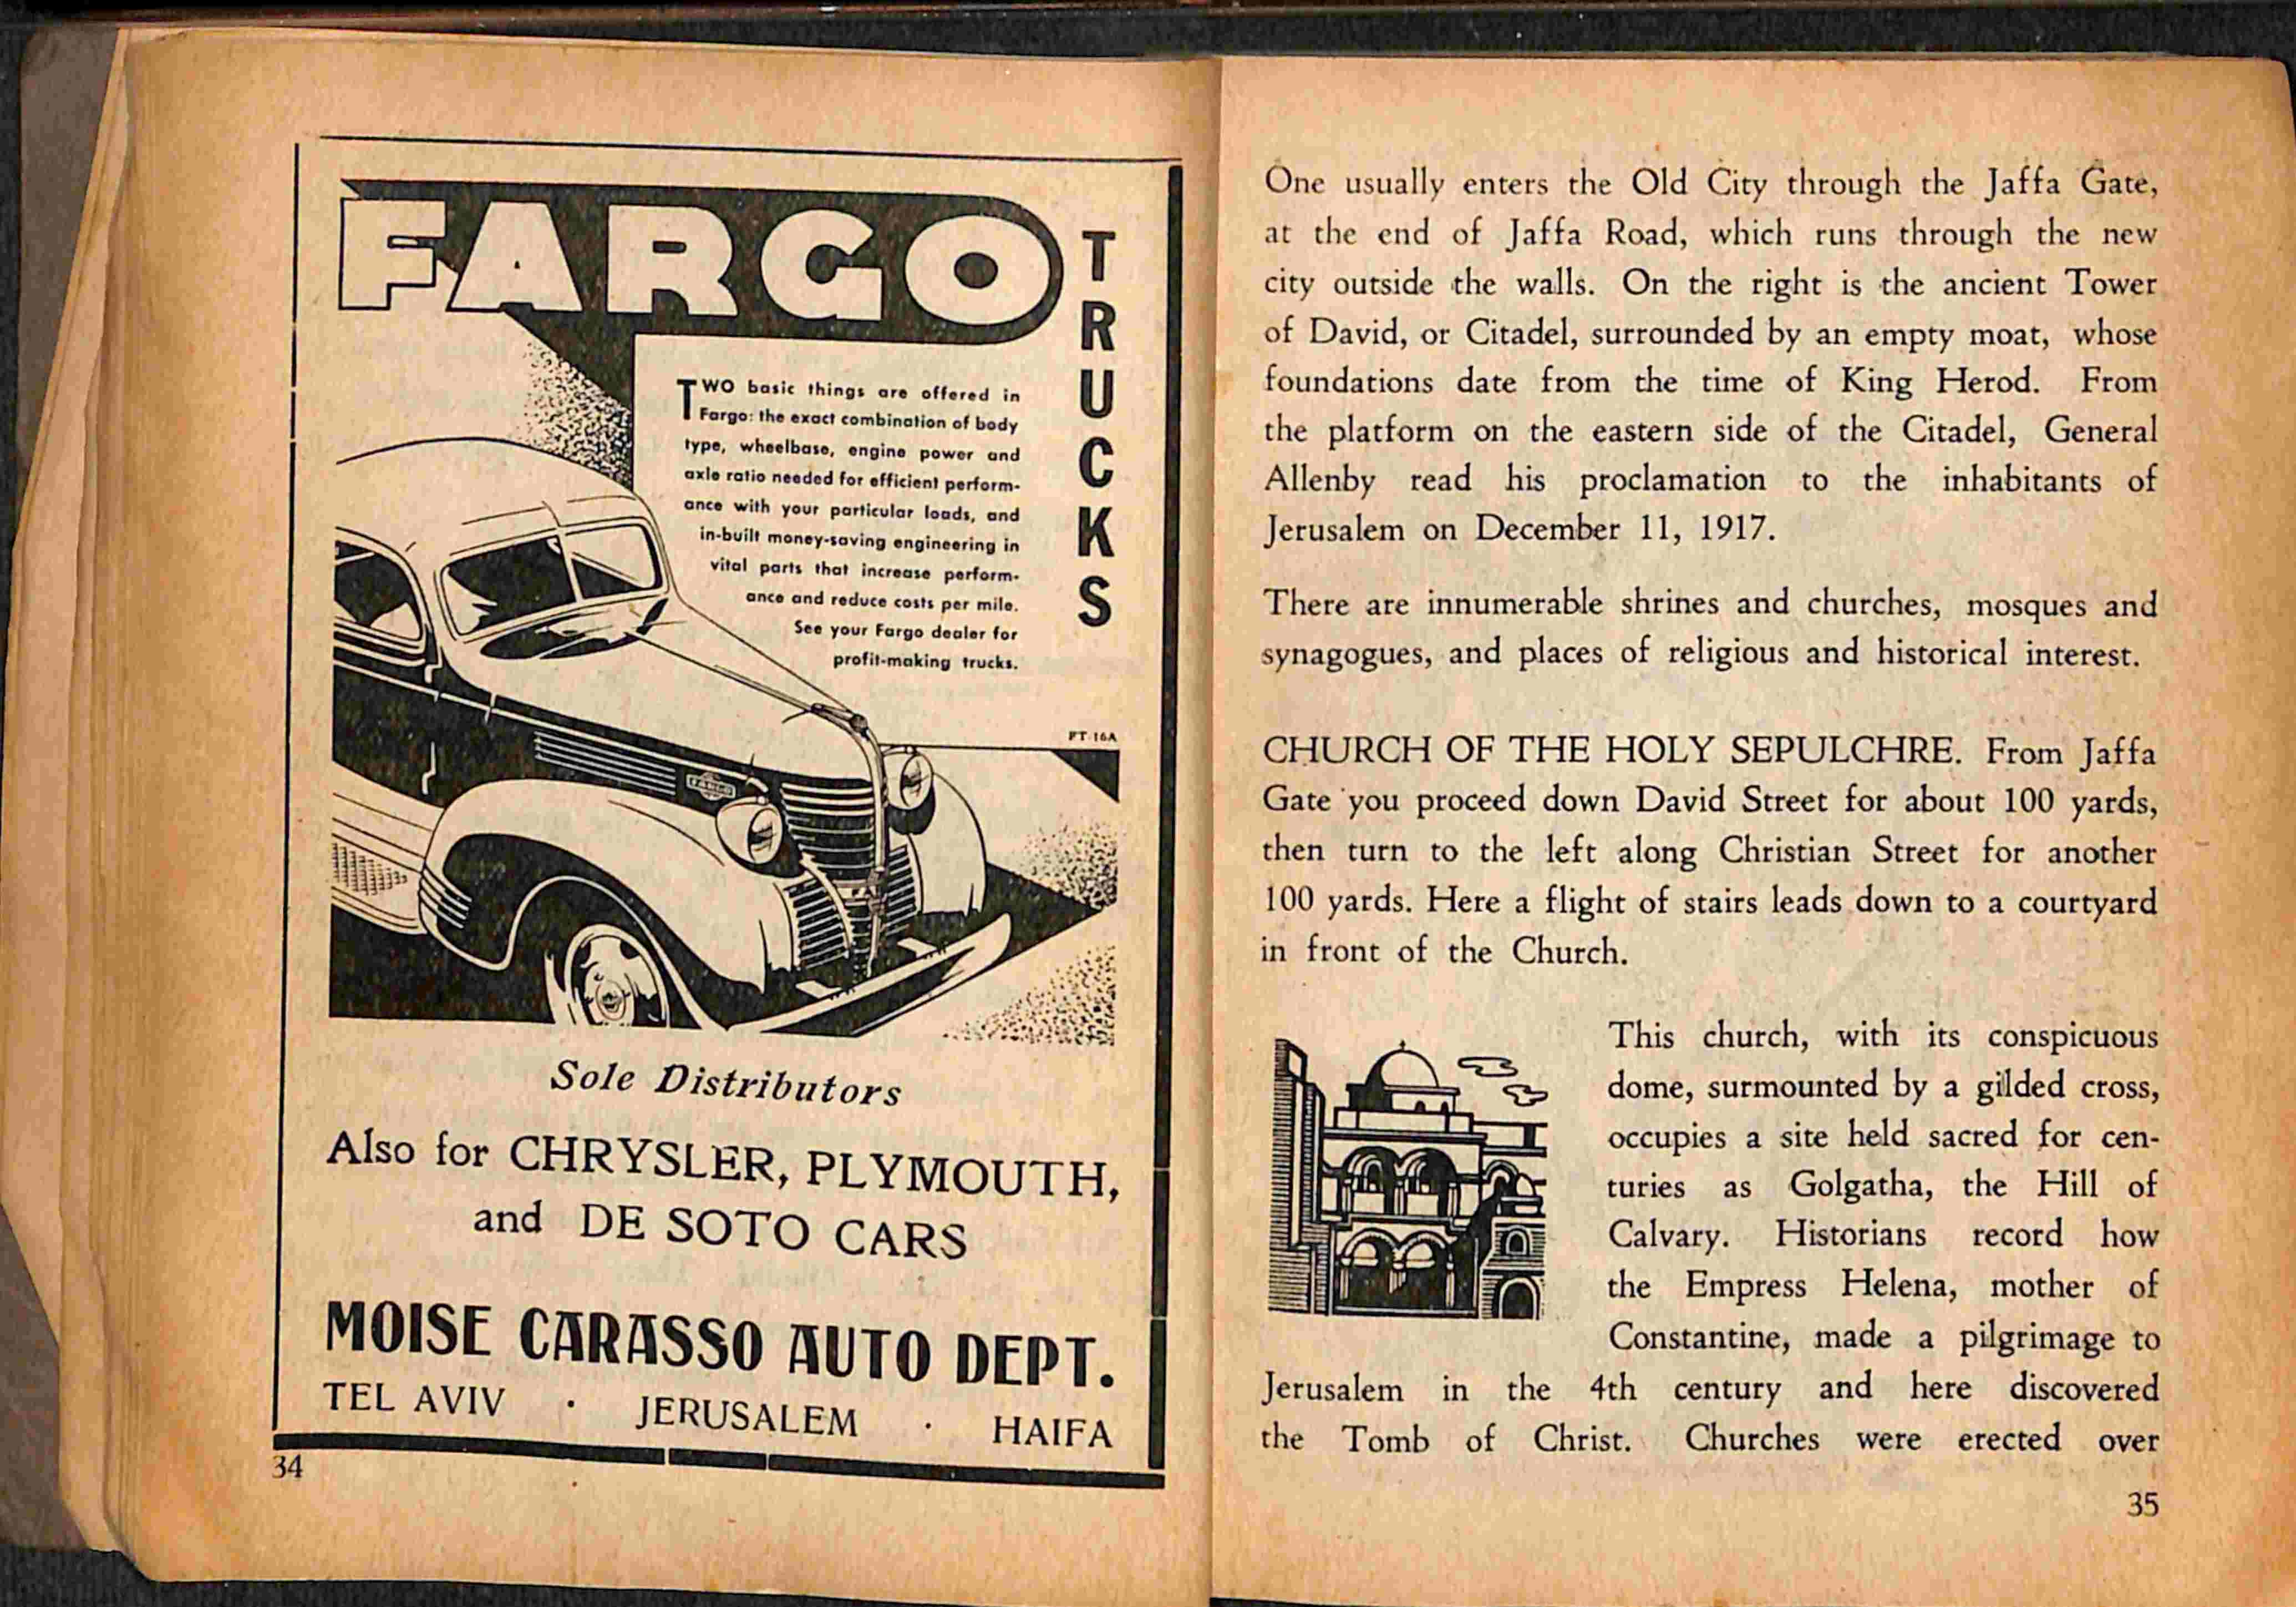 FARGO
TRUCKS
TWO basic things are offered in
Fargo: the exact combination of body
type, wheelbase, engine power and
axle ratio needed for efficient perform-
ance with your particular loads, and
in-built money-saving engineering in
vital parts that increase perform-
ance and reduce costs per mile.
See your Fargo dealer for
profit-making trucks.
FT 16A
FARGO
Sole Distributors
Also for CHRYSLER, PLYMOUTH,
and DE SOTO CARS
MOISE CARASSO AUTO DEPT.
TEL AVIV · JERUSALEM · HAIFA
34
One usually enters the Old City through the Jaffa Gate,
at the end of Jaffa Road, which runs through the new
city outside the walls. On the right is the ancient Tower
of David, or Citadel, surrounded by an empty moat, whose
foundations date from the time of King Herod. From
the platform on the eastern side of the Citadel, General
Allenby read his proclamation to the inhabitants of
Jerusalem on December 11, 1917.
There are innumerable shrines and churches, mosques and
synagogues, and places of religious and historical interest.
CHURCH OF THE HOLY SEPULCHRE. From Jaffa
Gate you proceed down David Street for about 100 yards,
then turn to the left along Christian Street for another
100 yards. Here a flight of stairs leads down to a courtyard
in front of the Church.
This church, with its conspicuous
dome, surmounted by a gilded cross,
occupies a site held sacred for cen-
turies as Golgatha, the Hill of
Calvary. Historians record how
the Empress Helena, mother of
Constantine, made a pilgrimage to
Jerusalem in the 4th century and here discovered
the Tomb of Christ. Churches were erected over
35